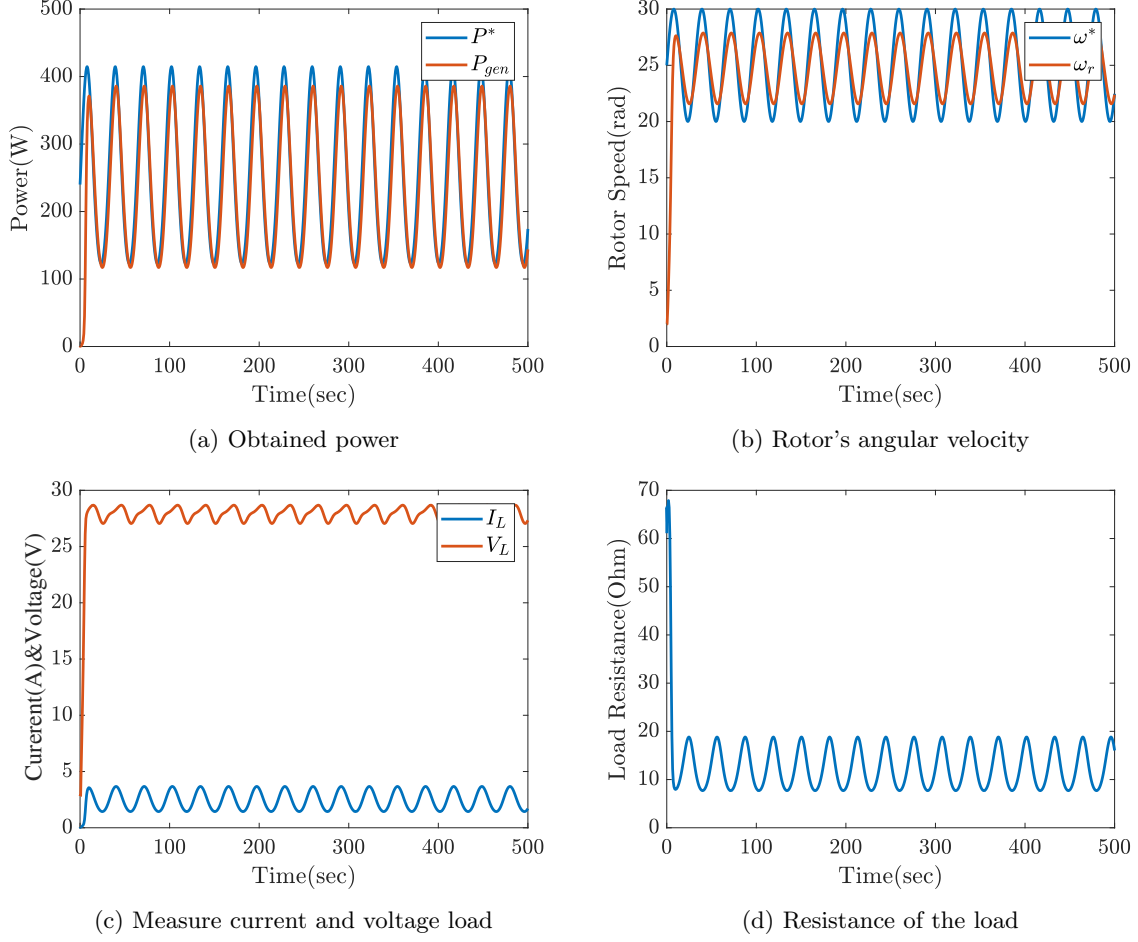 500
400
300
200
100
0
Power(W)
P*
P_gen
0 100 200 300 400 500
Time(sec)
(a) Obtained power
30
25
20
15
10
5
0
Rotor Speed(rad)
ω*
ω_r
0 100 200 300 400 500
Time(sec)
(b) Rotor's angular velocity
30
25
20
15
10
5
0
Curerent(A)&Voltage(V)
I_L
V_L
0 100 200 300 400 500
Time(sec)
(c) Measure current and voltage load
70
60
50
40
30
20
10
0
Load Resistance(Ohm)
0 100 200 300 400 500
Time(sec)
(d) Resistance of the load